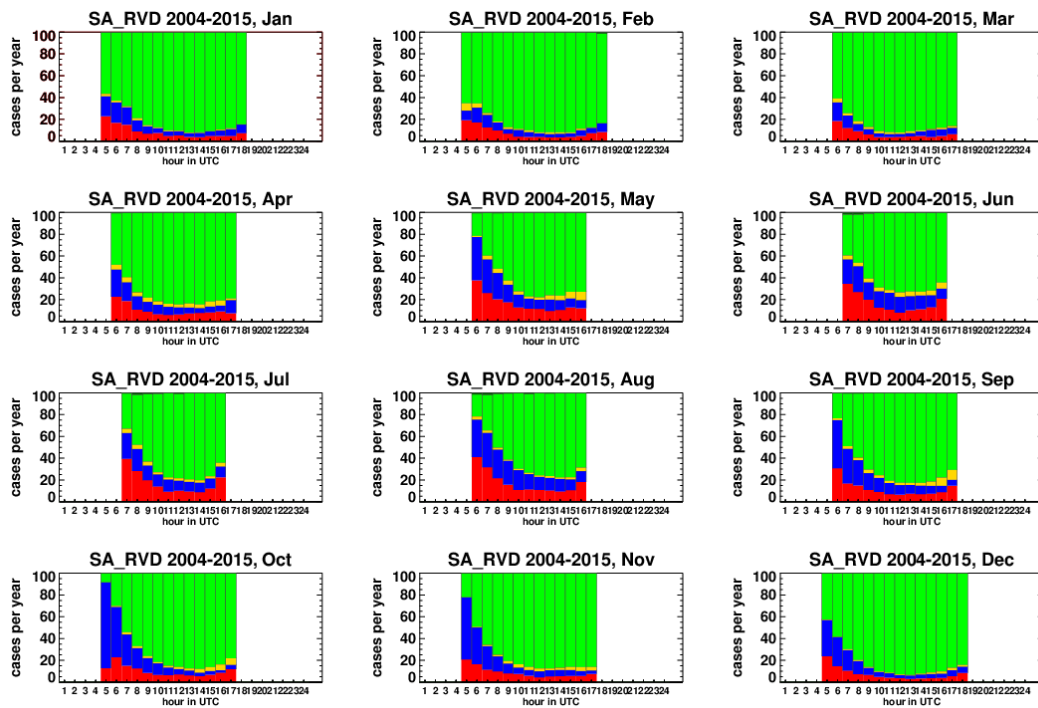 SA_RVD 2004-2015, Jan
SA_RVD 2004-2015, Feb
SA_RVD 2004-2015, Mar
cases per year
100
80
60
40
20
0
1 2 3 4 5 6 7 8 9 10 11 12 13 14 15 16 17 18 19 20 21 22 23 24
hour in UTC
cases per year
100
80
60
40
20
0
1 2 3 4 5 6 7 8 9 10 11 12 13 14 15 16 17 18 19 20 21 22 23 24
hour in UTC
cases per year
100
80
60
40
20
0
1 2 3 4 5 6 7 8 9 10 11 12 13 14 15 16 17 18 19 20 21 22 23 24
hour in UTC
SA_RVD 2004-2015, Apr
SA_RVD 2004-2015, May
SA_RVD 2004-2015, Jun
cases per year
100
80
60
40
20
0
1 2 3 4 5 6 7 8 9 10 11 12 13 14 15 16 17 18 19 20 21 22 23 24
hour in UTC
cases per year
100
80
60
40
20
0
1 2 3 4 5 6 7 8 9 10 11 12 13 14 15 16 17 18 19 20 21 22 23 24
hour in UTC
cases per year
100
80
60
40
20
0
1 2 3 4 5 6 7 8 9 10 11 12 13 14 15 16 17 18 19 20 21 22 23 24
hour in UTC
SA_RVD 2004-2015, Jul
SA_RVD 2004-2015, Aug
SA_RVD 2004-2015, Sep
cases per year
100
80
60
40
20
0
1 2 3 4 5 6 7 8 9 10 11 12 13 14 15 16 17 18 19 20 21 22 23 24
hour in UTC
cases per year
100
80
60
40
20
0
1 2 3 4 5 6 7 8 9 10 11 12 13 14 15 16 17 18 19 20 21 22 23 24
hour in UTC
cases per year
100
80
60
40
20
0
1 2 3 4 5 6 7 8 9 10 11 12 13 14 15 16 17 18 19 20 21 22 23 24
hour in UTC
SA_RVD 2004-2015, Oct
SA_RVD 2004-2015, Nov
SA_RVD 2004-2015, Dec
cases per year
100
80
60
40
20
0
1 2 3 4 5 6 7 8 9 10 11 12 13 14 15 16 17 18 19 20 21 22 23 24
hour in UTC
cases per year
100
80
60
40
20
0
1 2 3 4 5 6 7 8 9 10 11 12 13 14 15 16 17 18 19 20 21 22 23 24
hour in UTC
cases per year
100
80
60
40
20
0
1 2 3 4 5 6 7 8 9 10 11 12 13 14 15 16 17 18 19 20 21 22 23 24
hour in UTC